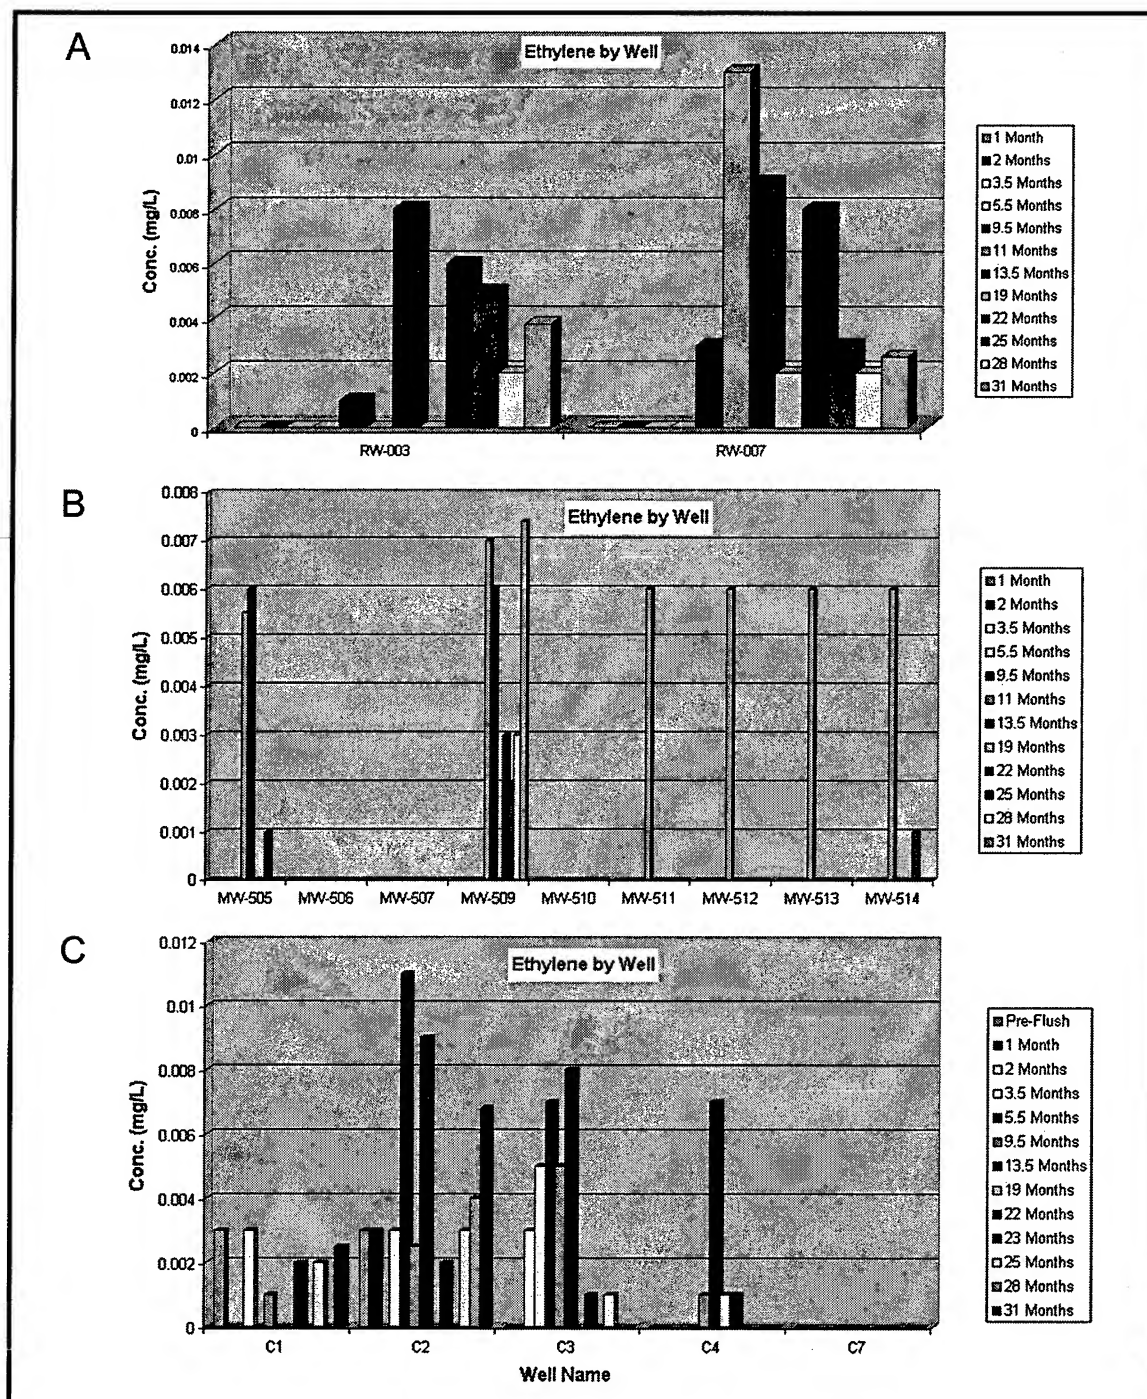 A
Ethylene by Well
0.014
0.012
0.01
0.008
0.006
0.004
0.002
0
Conc. (mg/L)
RW-003 RW-007
1 Month
2 Months
3.5 Months
5.5 Months
9.5 Months
11 Months
13.5 Months
19 Months
22 Months
25 Months
28 Months
31 Months
B
Ethylene by Well
0.008
0.007
0.006
0.005
0.004
0.003
0.002
0.001
0
Conc. (mg/L)
MW-505 MW-506 MW-507 MW-509 MW-510 MW-511 MW-512 MW-513 MW-514
1 Month
2 Months
3.5 Months
5.5 Months
9.5 Months
11 Months
13.5 Months
19 Months
22 Months
25 Months
28 Months
31 Months
C
Ethylene by Well
0.012
0.01
0.008
0.006
0.004
0.002
0
Conc. (mg/L)
C1 C2 C3 C4 C7
Well Name
Pre-Flush
1 Month
2 Months
3.5 Months
5.5 Months
9.5 Months
13.5 Months
19 Months
22 Months
23 Months
25 Months
28 Months
31 Months